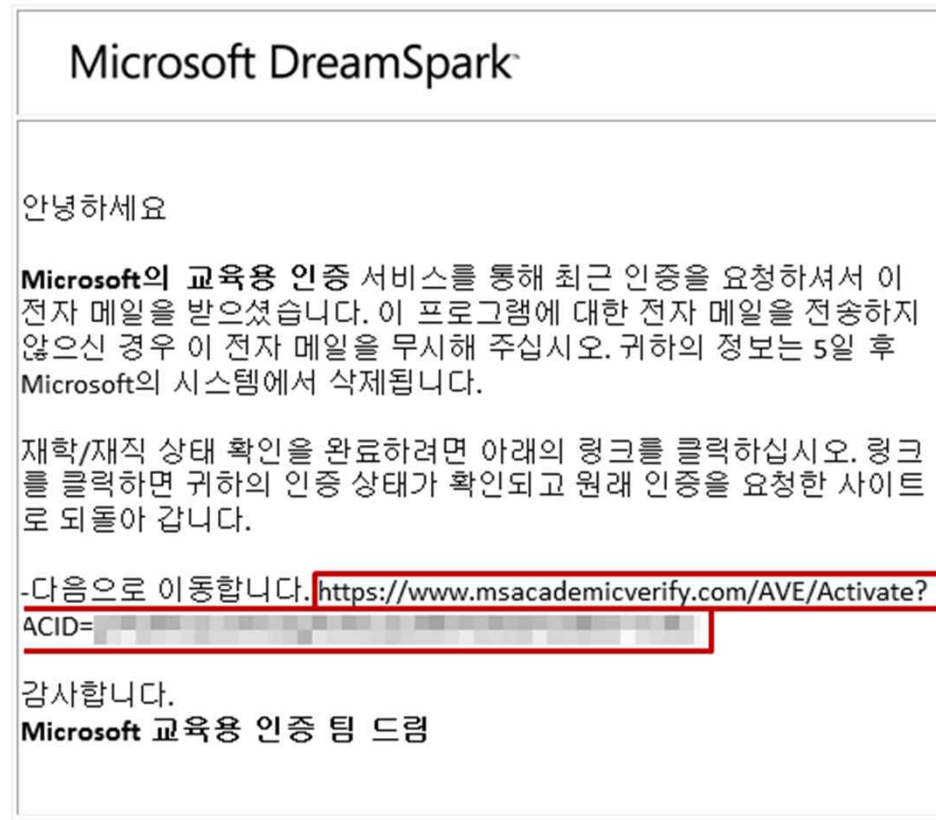 Microsoft DreamSpark™
안녕하세요
Microsoft의 교육용 인증 서비스를 통해 최근 인증을 요청하셔서 이
전자 메일을 받으셨습니다. 이 프로그램에 대한 전자 메일을 전송하지
않으신 경우 이 전자 메일을 무시해 주십시오. 귀하의 정보는 5일 후
Microsoft의 시스템에서 삭제됩니다.
재학/재직 상태 확인을 완료하려면 아래의 링크를 클릭하십시오. 링크
를 클릭하면 귀하의 인증 상태가 확인되고 원래 인증을 요청한 사이트
로 되돌아 갑니다.
-다음으로 이동합니다. https://www.msacademicverify.com/AVE/Activate?
ACID=
감사합니다.
Microsoft 교육용 인증 팀 드림